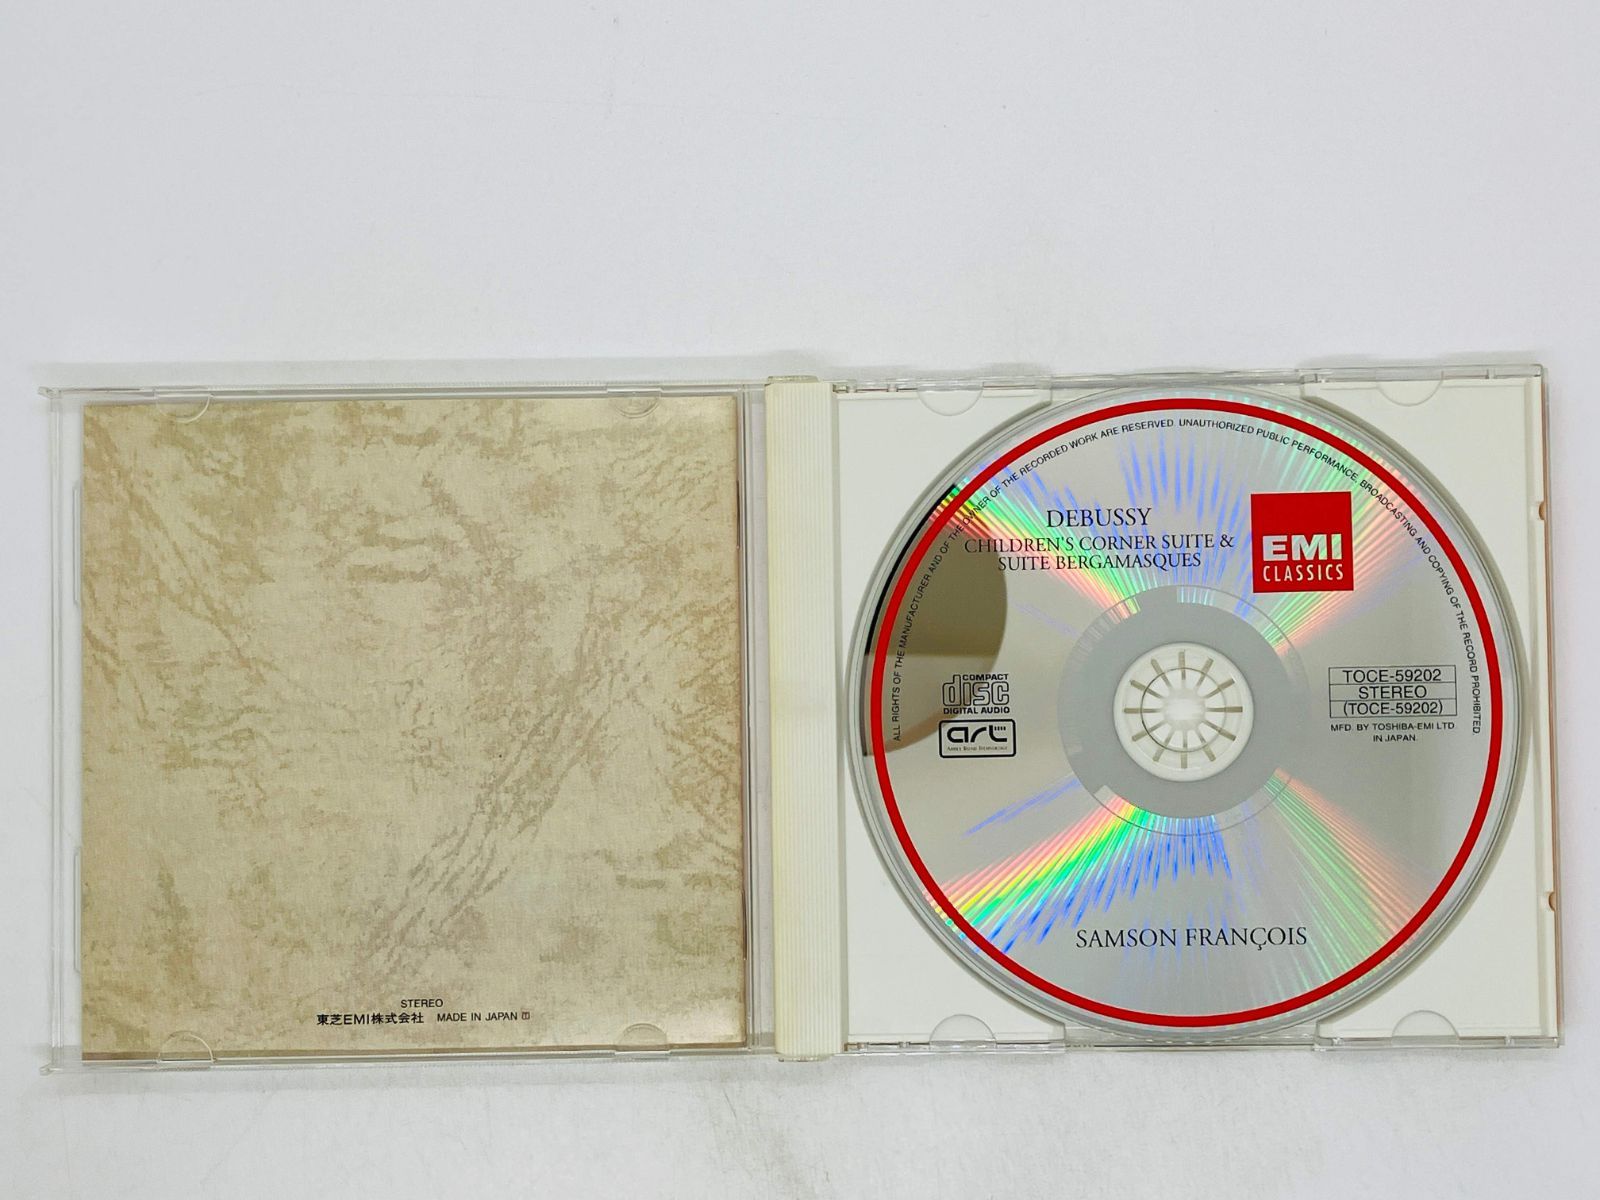 STEREO
東芝EMI株式会社 MADE IN JAPAN
ALL RIGHTS OF THE MANUFACTURER AND OF THE OWNER OF THE RECORDED WORK ARE RESERVED. UNAUTHORIZED PUBLIC PERFORMANCE, BROADCASTING AND COPYING OF THE RECORD PROHIBITED.
DEBUSSY
CHILDREN'S CORNER SUITE &
SUITE BERGAMASQUES
EMI
CLASSICS
COMPACT
disc
DIGITAL AUDIO
art
ABBEY ROAD TECHNOLOGY
TOCE-59202
STEREO
(TOCE-59202)
MFD. BY TOSHIBA-EMI LTD.
IN JAPAN.
SAMSON FRANÇOIS